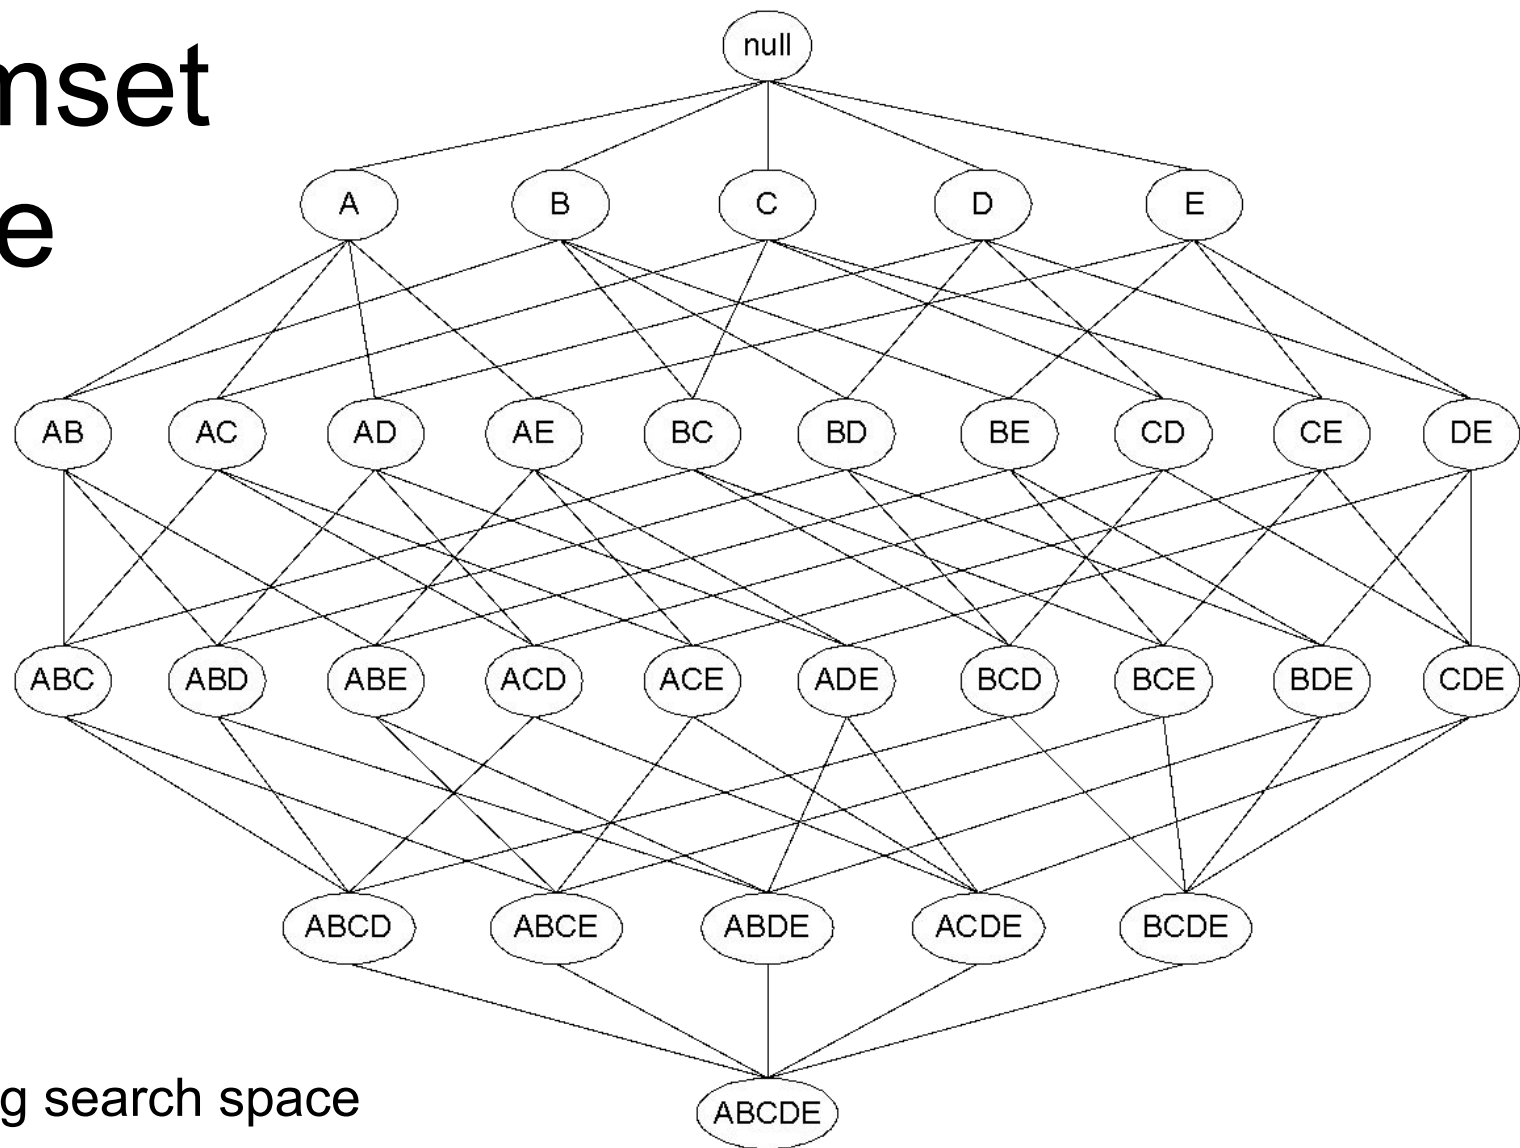 mset
e
null
A B C D E
AB AC AD AE BC BD BE CD CE DE
ABC ABD ABE ACD ACE ADE BCD BCE BDE CDE
ABCD ABCE ABDE ACDE BCDE
g search space
ABCDE